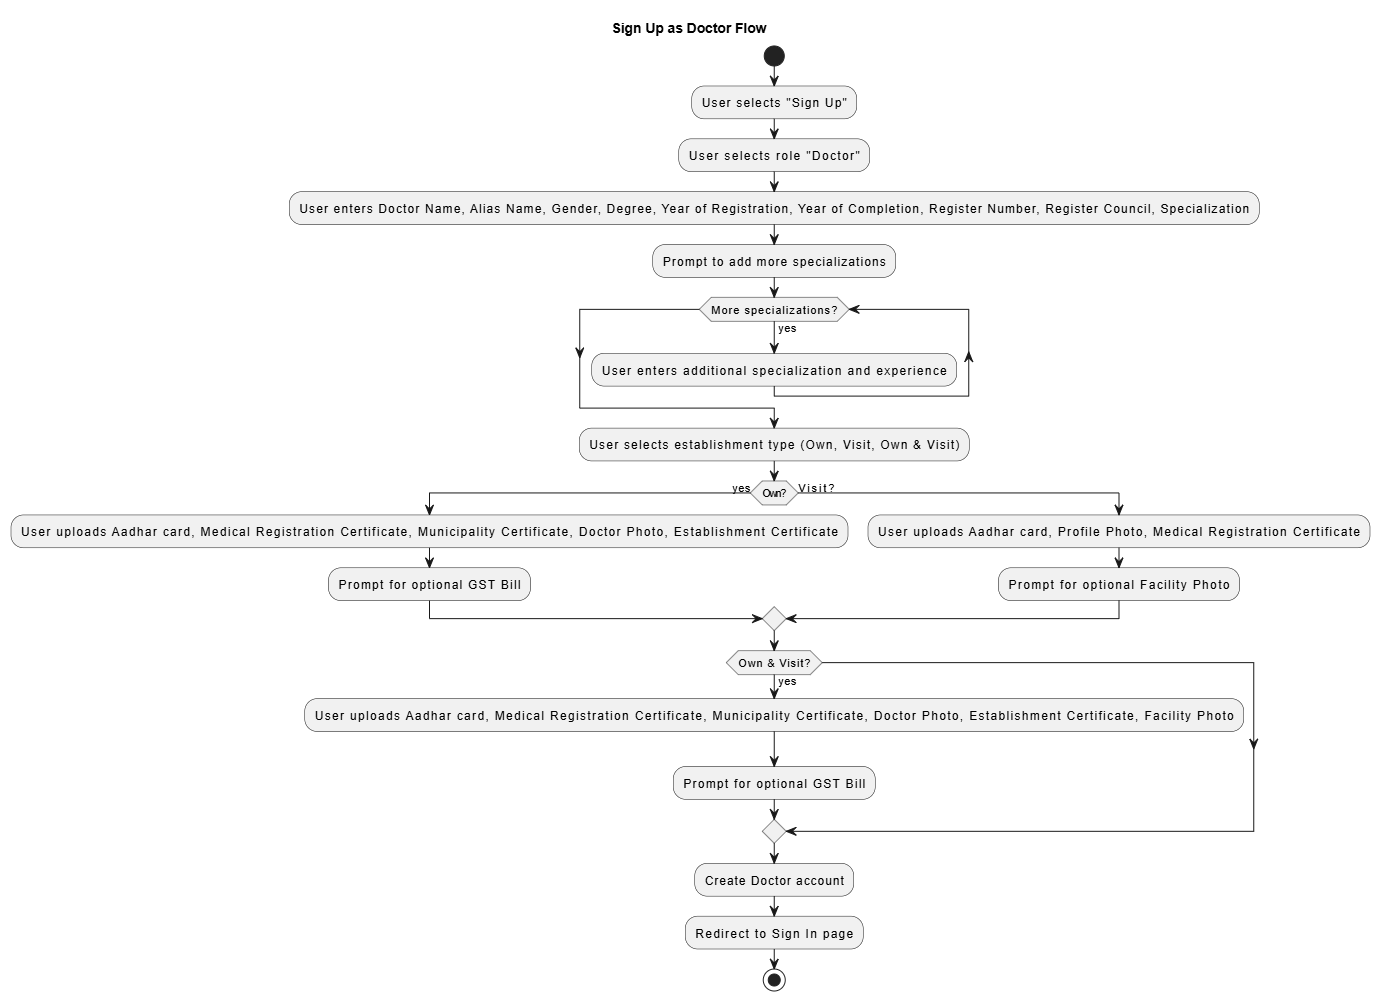 Sign Up as Doctor Flow
User selects "Sign Up"
User selects role "Doctor"
User enters Doctor Name, Alias Name, Gender, Degree, Year of Registration, Year of Completion, Register Number, Register Council, Specialization
Prompt to add more specializations
More specializations?
yes
User enters additional specialization and experience
User selects establishment type (Own, Visit, Own & Visit)
yes
Own?
Visit?
User uploads Aadhar card, Medical Registration Certificate, Municipality Certificate, Doctor Photo, Establishment Certificate
User uploads Aadhar card, Profile Photo, Medical Registration Certificate
Prompt for optional GST Bill
Prompt for optional Facility Photo
Own & Visit?
yes
User uploads Aadhar card, Medical Registration Certificate, Municipality Certificate, Doctor Photo, Establishment Certificate, Facility Photo
Prompt for optional GST Bill
Create Doctor account
Redirect to Sign In page